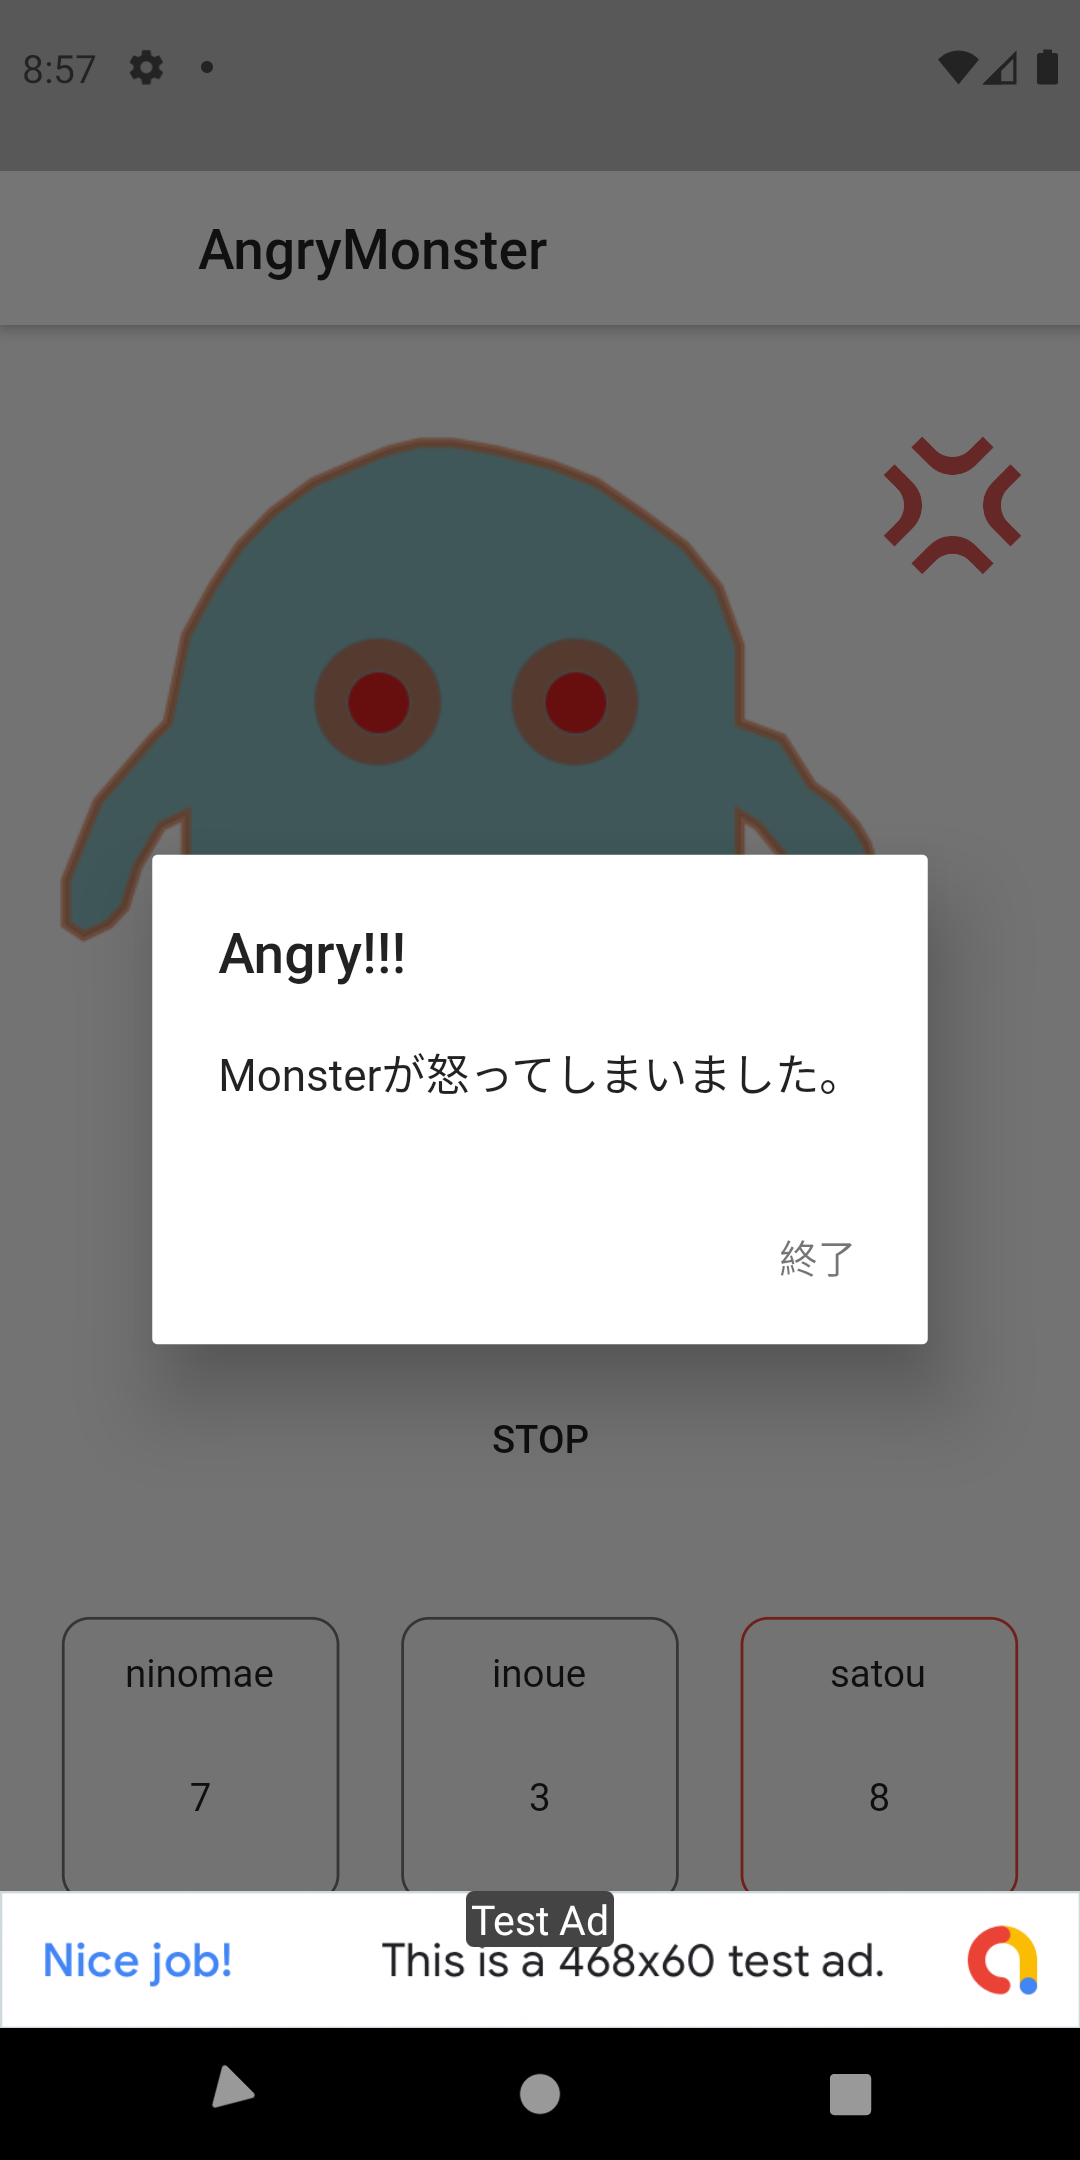 8:57
AngryMonster
Angry!!!
Monsterが怒ってしまいました。
終了
STOP
ninomae
inoue
satou
7
3
8
Test Ad
Nice job!
This is a 468x60 test ad.